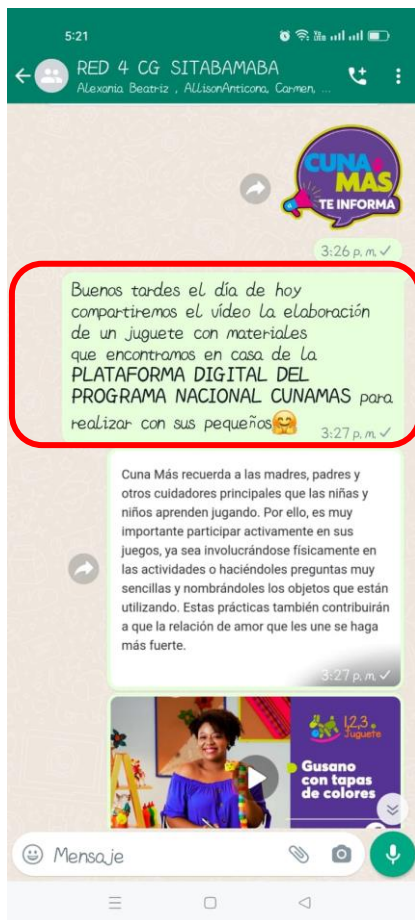 5:21
RED 4 CG SITABAMABA
Alexania Beatriz , AllisonAnticona, Carmen, ...
CUNA MAS
TE INFORMA
3:26 p. m.
Buenos tardes el día de hoy
compartiremos el vídeo la elaboración
de un juguete con materiales
que encontramos en casa de la
PLATAFORMA DIGITAL DEL
PROGRAMA NACIONAL CUNAMAS para
realizar con sus pequeños🤗
3:27 p. m.
Cuna Más recuerda a las madres, padres y
otros cuidadores principales que las niñas y
niños aprenden jugando. Por ello, es muy
importante participar activamente en sus
juegos, ya sea involucrándose físicamente en
las actividades o haciéndoles preguntas muy
sencillas y nombrándoles los objetos que están
utilizando. Estas prácticas también contribuirán
a que la relación de amor que les une se haga
más fuerte.
3:27 p. m.
1,2,3...
Juguete
Gusano
con tapas
de colores
Mensaje